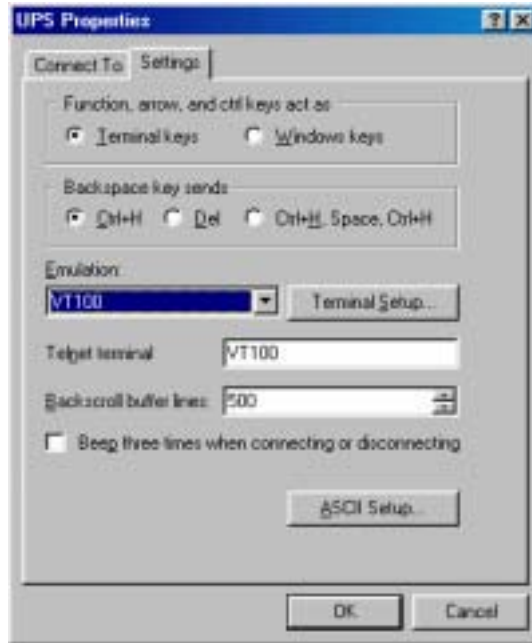 UPS Properties
Connect To Settings
Function, arrow, and ctrl keys act as
Terminal keys Windows keys
Backspace key sends
Ctrl+H Del Ctrl+H, Space, Ctrl+H
Emulation:
VT100 Terminal Setup...
Telnet terminal VT100
Backscroll buffer lines: 500
Beep three times when connecting or disconnecting
ASCII Setup...
OK Cancel